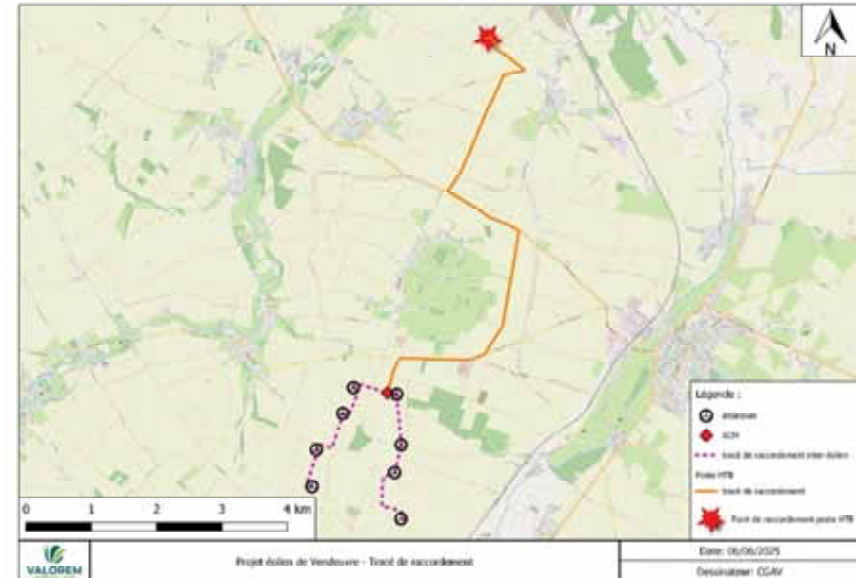 N
Légende :
éoliennes
tracé de raccordement inter-éolien
Poste HTB
tracé de raccordement
Point de raccordement poste HTB
0 1 2 3 4 km
VALOREM
Projet éolien de Vendeuvre - Tracé de raccordement
Date: 06/06/2025
Dessinateur: CGAV